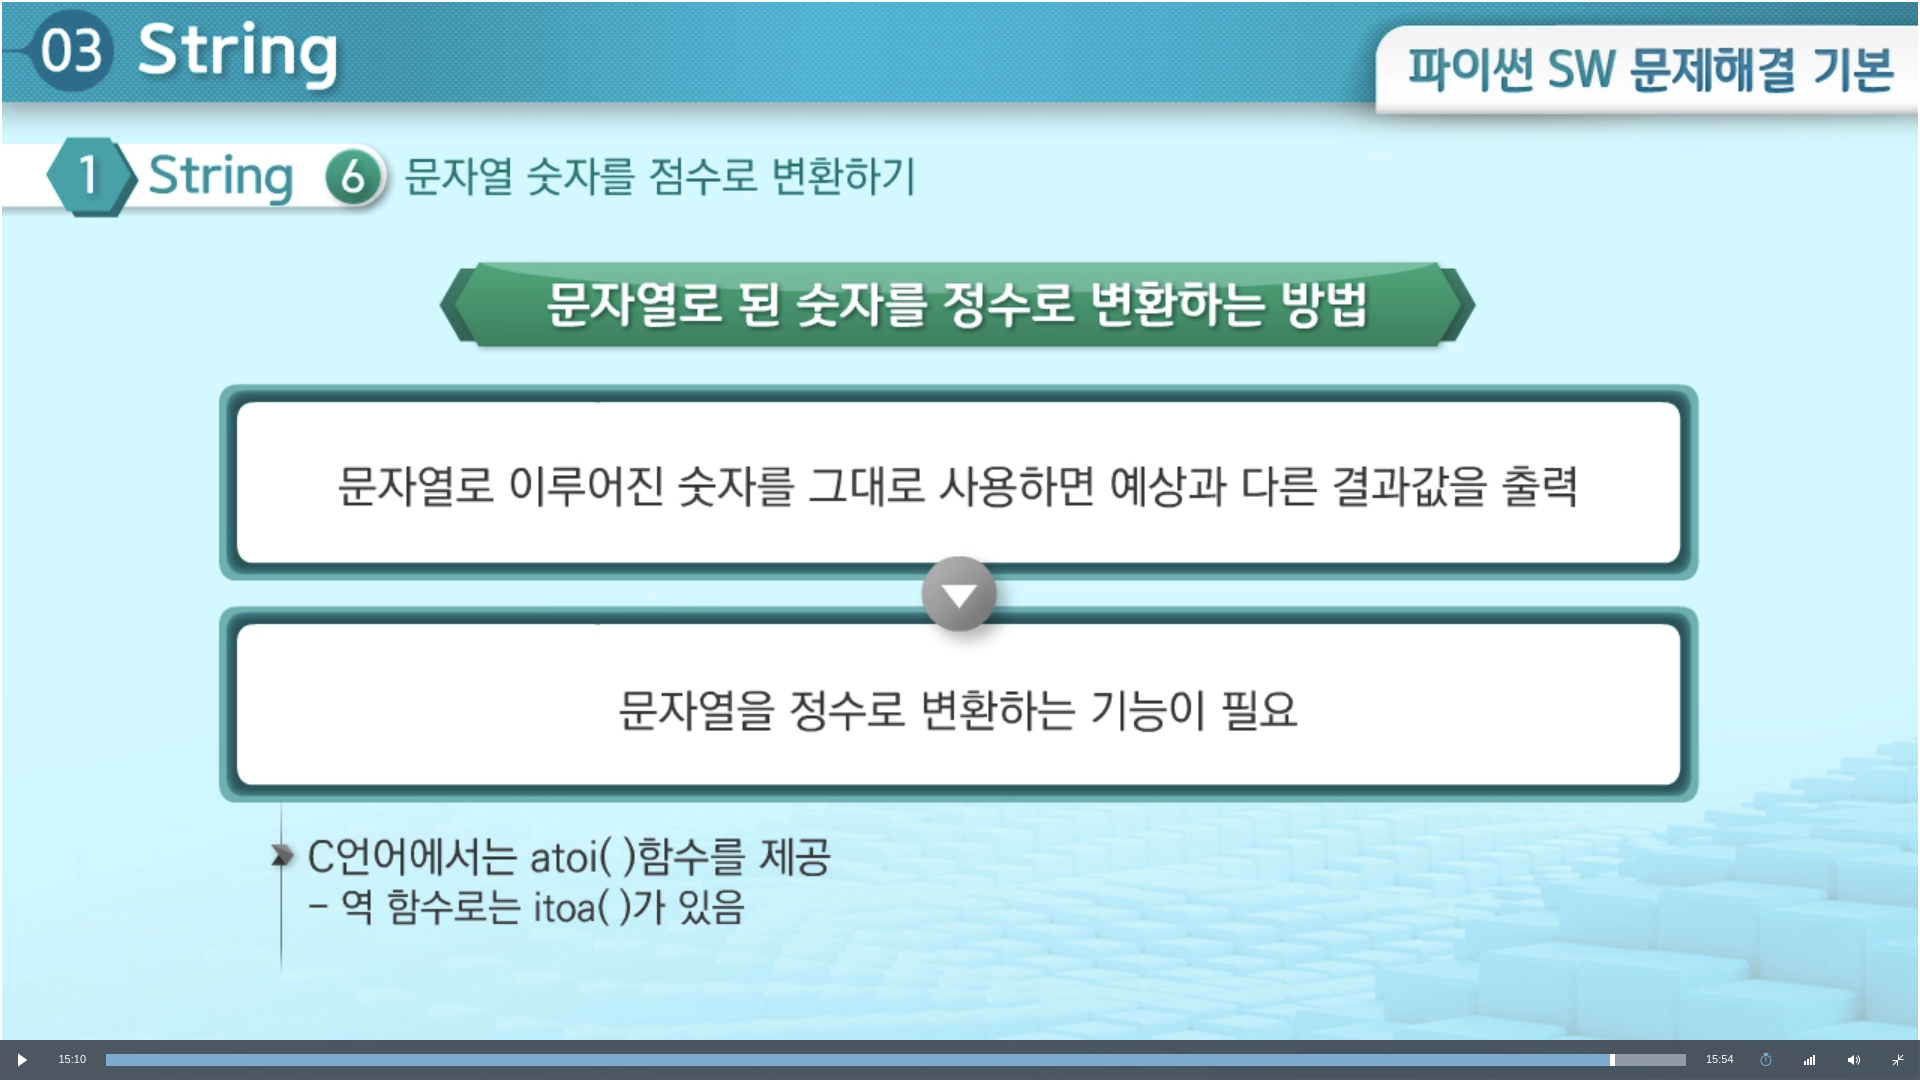 03 String
파이썬 SW 문제해결 기본
1 String 6 문자열 숫자를 점수로 변환하기
문자열로 된 숫자를 정수로 변환하는 방법
문자열로 이루어진 숫자를 그대로 사용하면 예상과 다른 결과값을 출력
문자열을 정수로 변환하는 기능이 필요
C언어에서는 atoi( )함수를 제공
- 역 함수로는 itoa( )가 있음
15:10
15:54